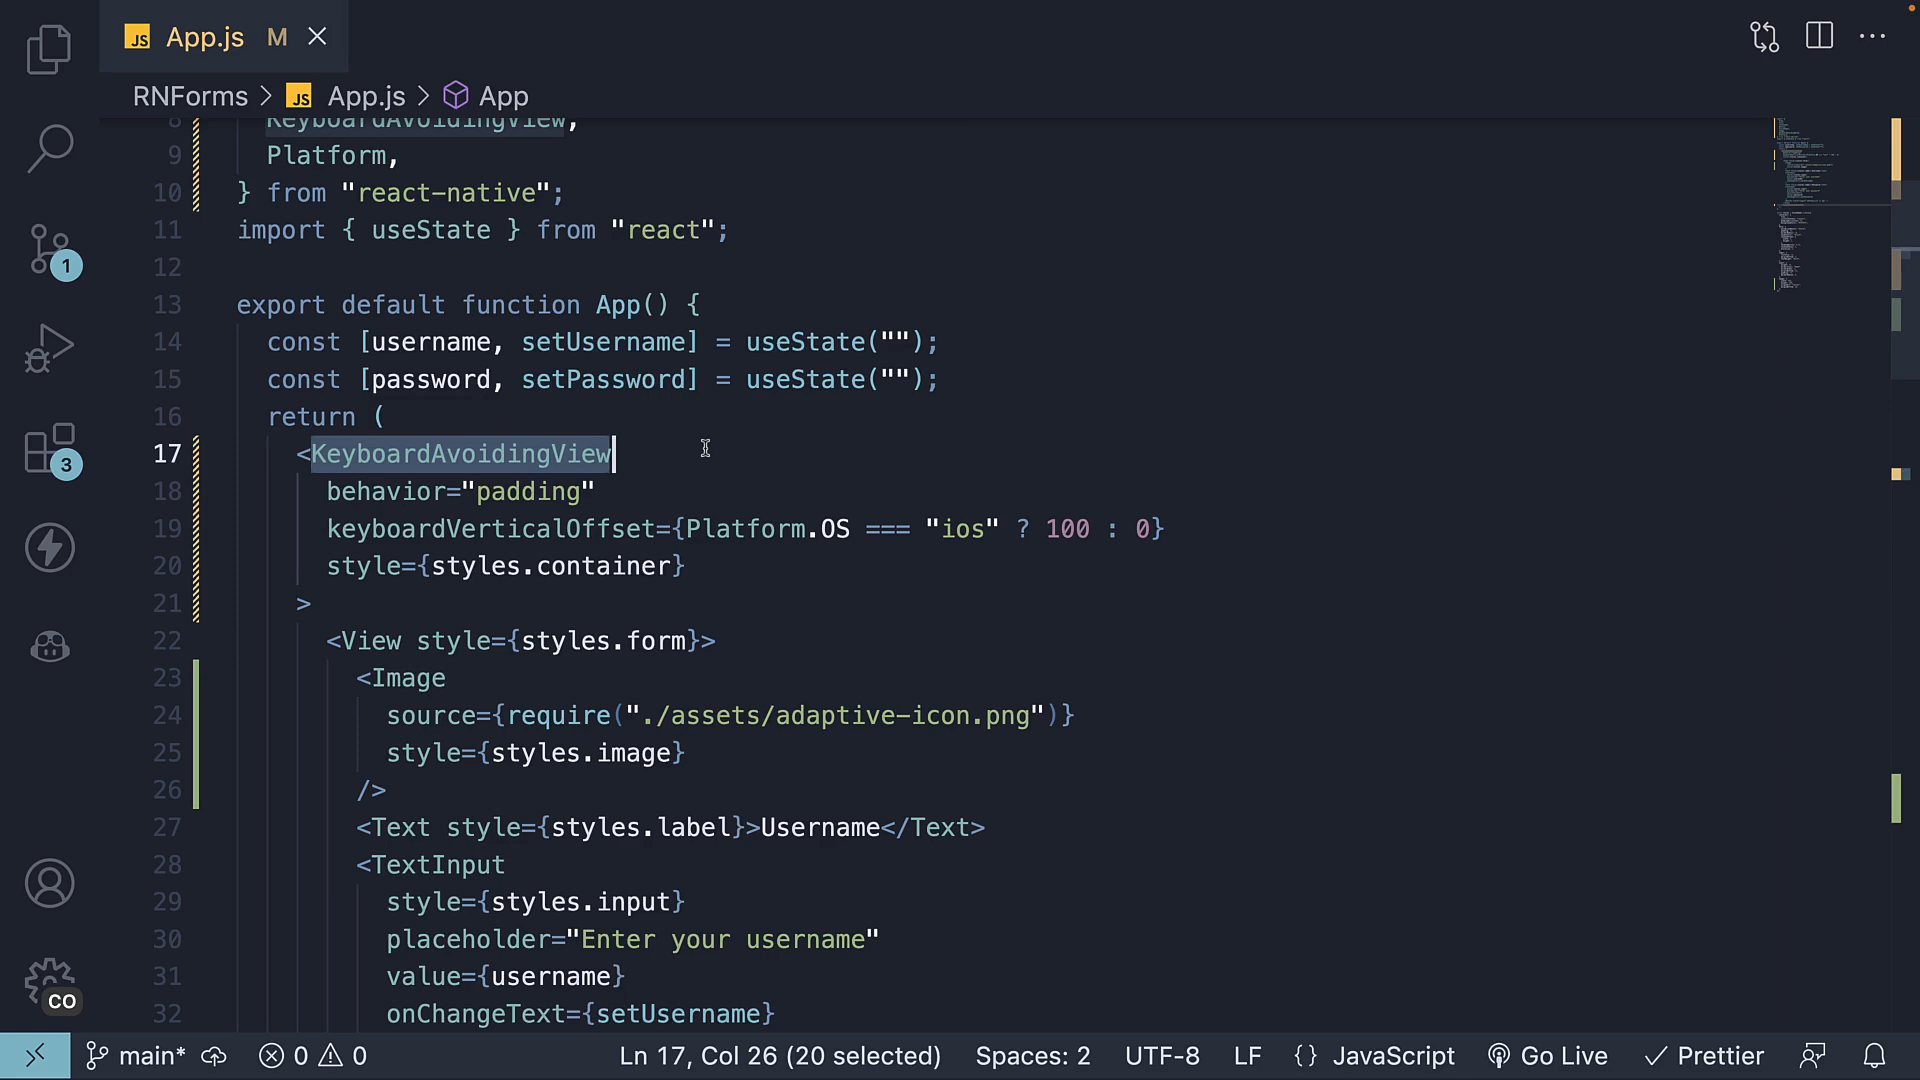 JS App.js M
RNForms > JS App.js > App
8 KeyboardAvoidingView,
9 Platform,
10 } from "react-native";
11 import { useState } from "react";
12
13 export default function App() {
14 const [username, setUsername] = useState("");
15 const [password, setPassword] = useState("");
16 return (
17 <KeyboardAvoidingView
18 behavior="padding"
19 keyboardVerticalOffset={Platform.OS === "ios" ? 100 : 0}
20 style={styles.container}
21 >
22 <View style={styles.form}>
23 <Image
24 source={require("./assets/adaptive-icon.png")}
25 style={styles.image}
26 />
27 <Text style={styles.label}>Username</Text>
28 <TextInput
29 style={styles.input}
30 placeholder="Enter your username"
31 value={username}
32 onChangeText={setUsername}
1
3
CO
main* 0 0 Ln 17, Col 26 (20 selected) Spaces: 2 UTF-8 LF {} JavaScript Go Live Prettier